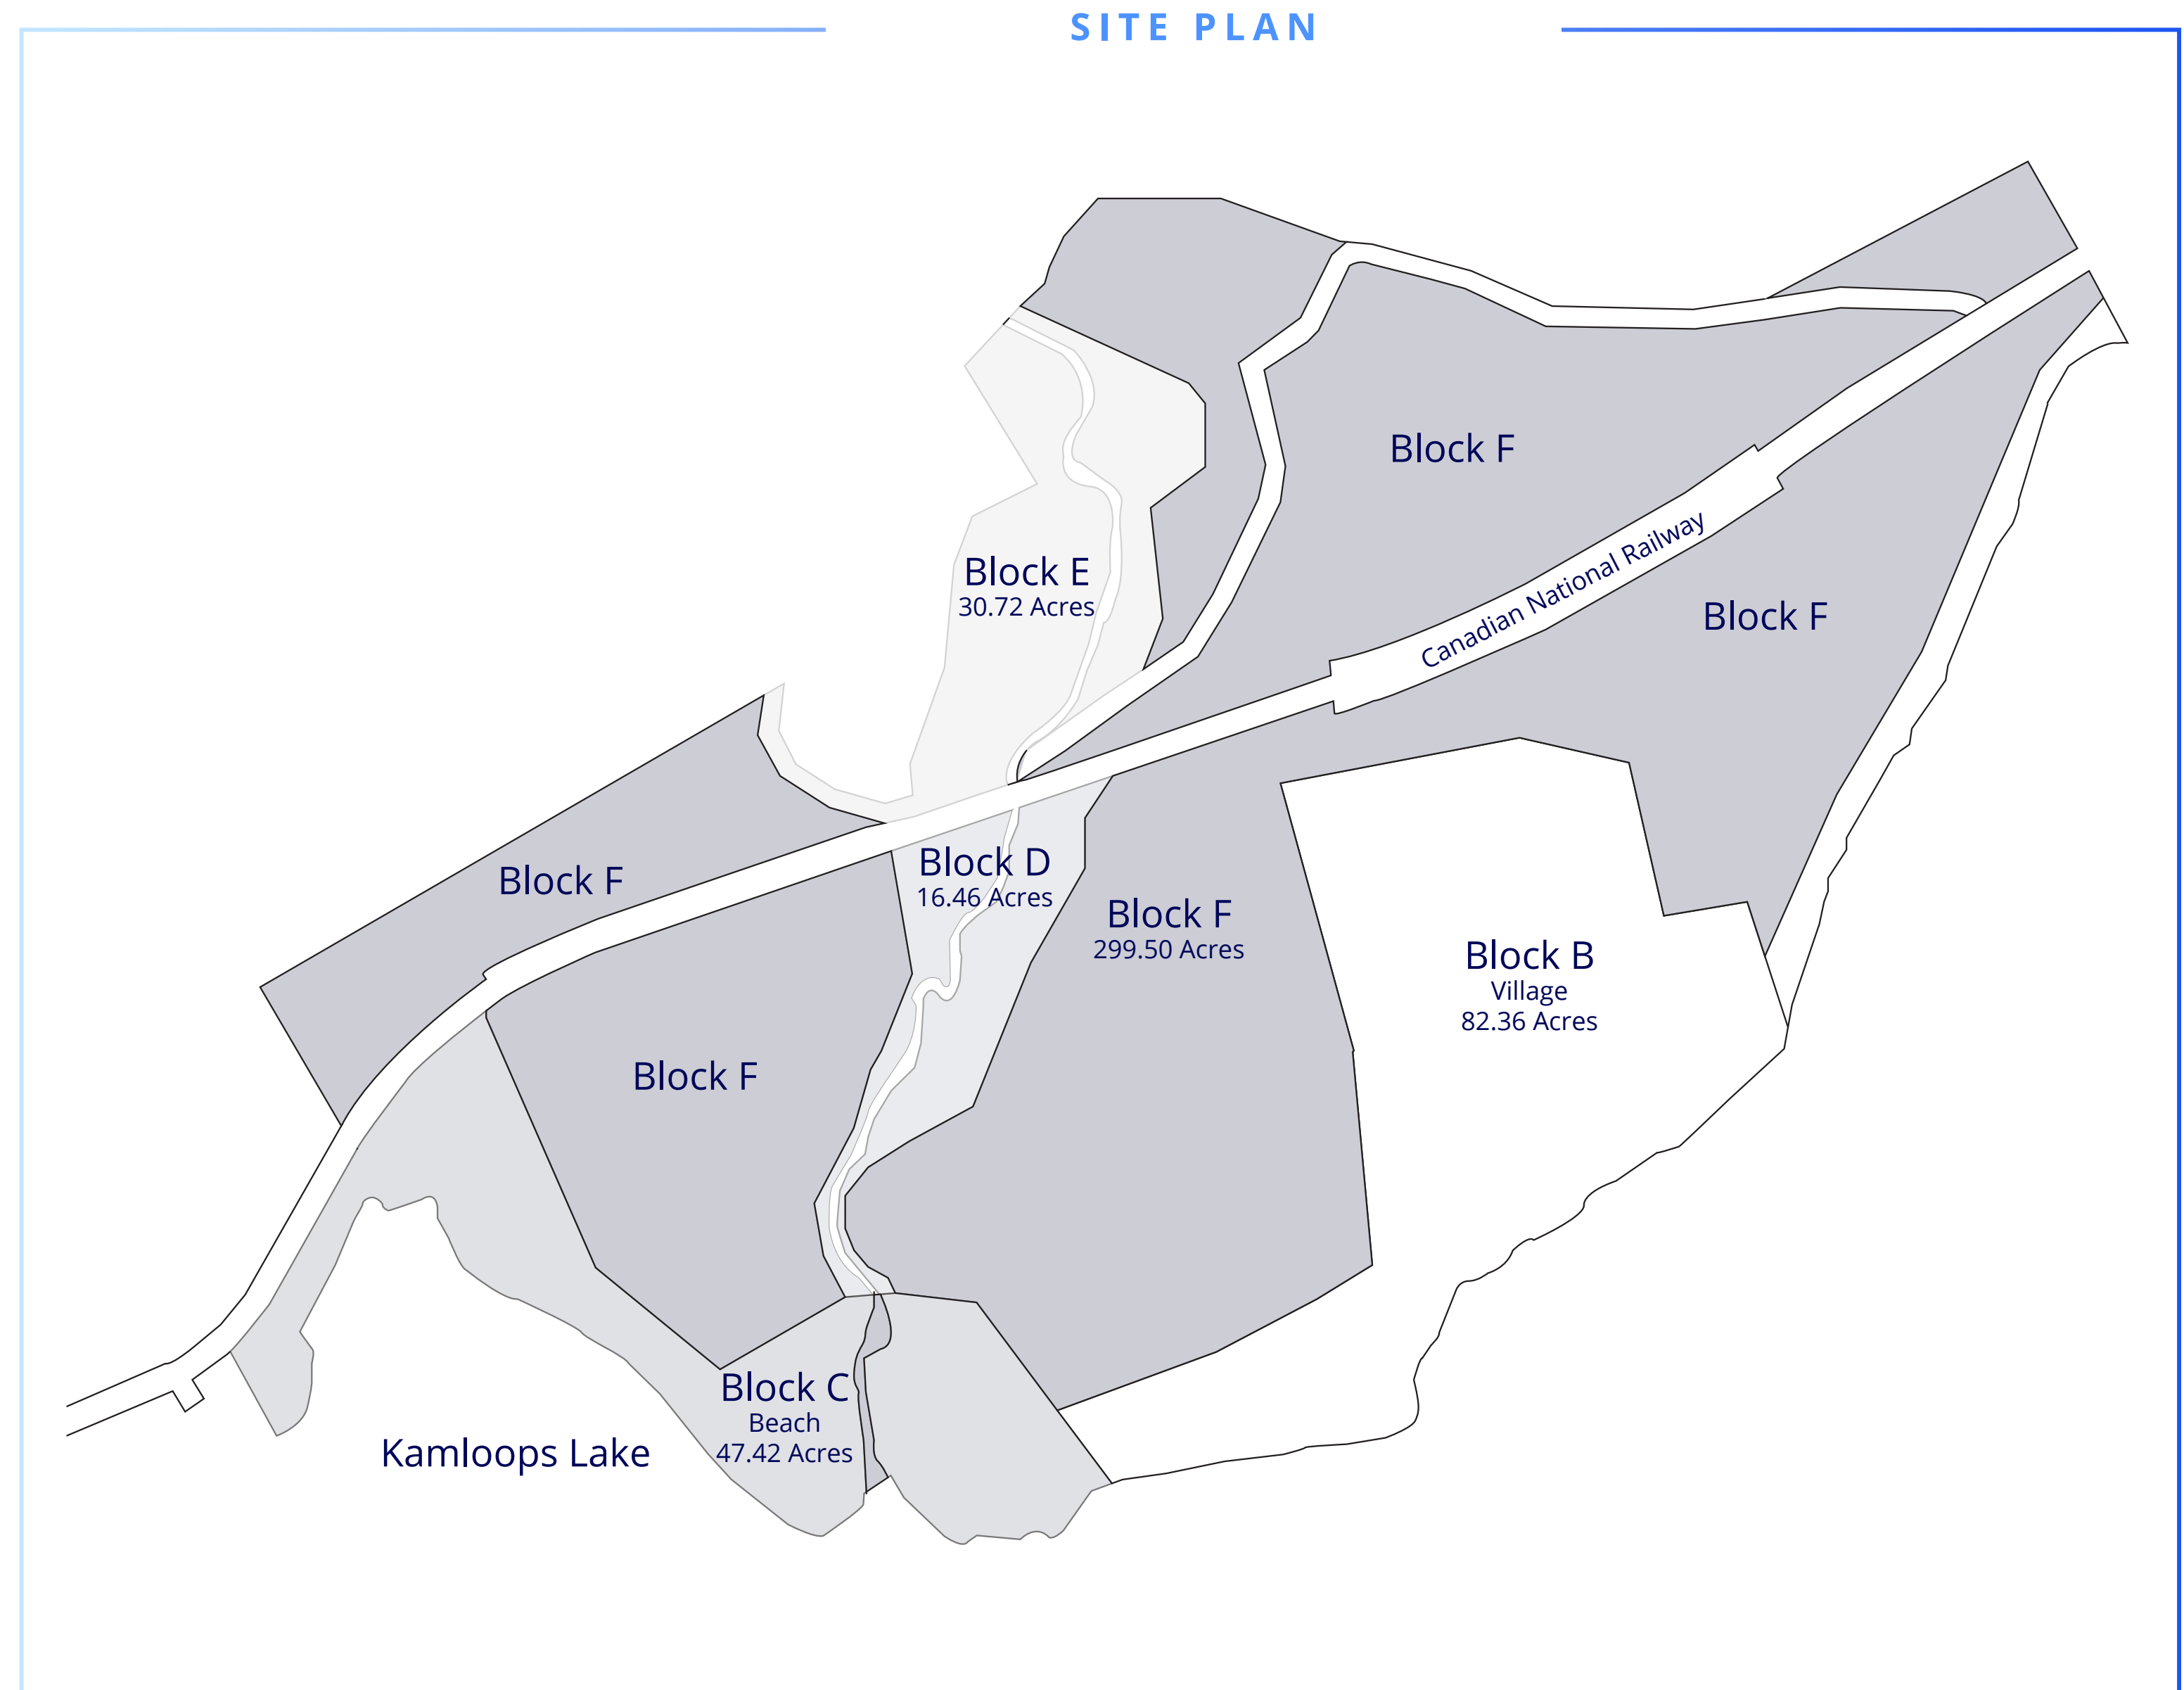 SITE PLAN
Block F
Block E
30.72 Acres
Canadian National Railway
Block F
Block D
16.46 Acres
Block F
Block F
299.50 Acres
Block B
Village
82.36 Acres
Block F
Block C
Beach
47.42 Acres
Kamloops Lake